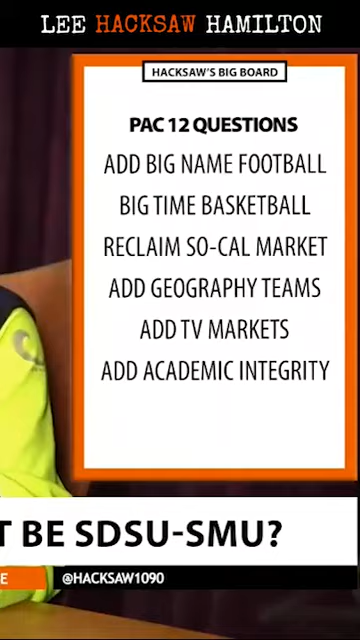 LEE HACKSAW HAMILTON
HACKSAW'S BIG BOARD
PAC 12 QUESTIONS
ADD BIG NAME FOOTBALL
BIG TIME BASKETBALL
RECLAIM SO-CAL MARKET
ADD GEOGRAPHY TEAMS
ADD TV MARKETS
ADD ACADEMIC INTEGRITY
T BE SDSU-SMU?
E @HACKSAW1090